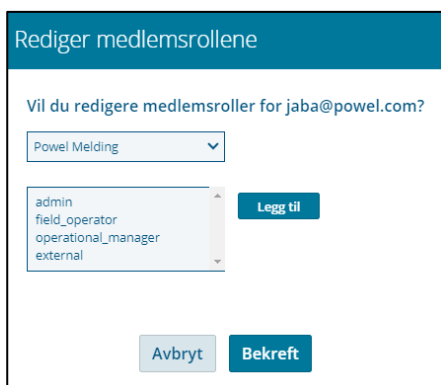 Rediger medlemsrollene
Vil du redigere medlemsroller for jaba@powel.com?
Powel Melding
admin
field_operator
operational_manager
external
Legg til
Avbryt
Bekreft